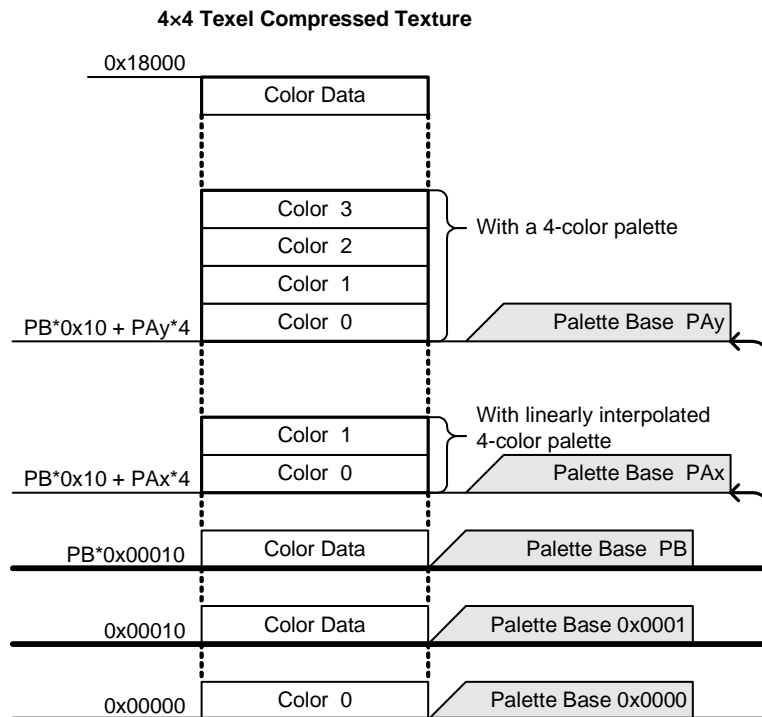 4×4 Texel Compressed Texture
0x18000
Color Data
Color 3
Color 2
Color 1
Color 0
With a 4-color palette
PB*0x10 + PAy*4
Palette Base PAy
Color 1
Color 0
With linearly interpolated
4-color palette
PB*0x10 + PAx*4
Palette Base PAx
PB*0x00010
Color Data
Palette Base PB
0x00010
Color Data
Palette Base 0x0001
0x00000
Color 0
Palette Base 0x0000